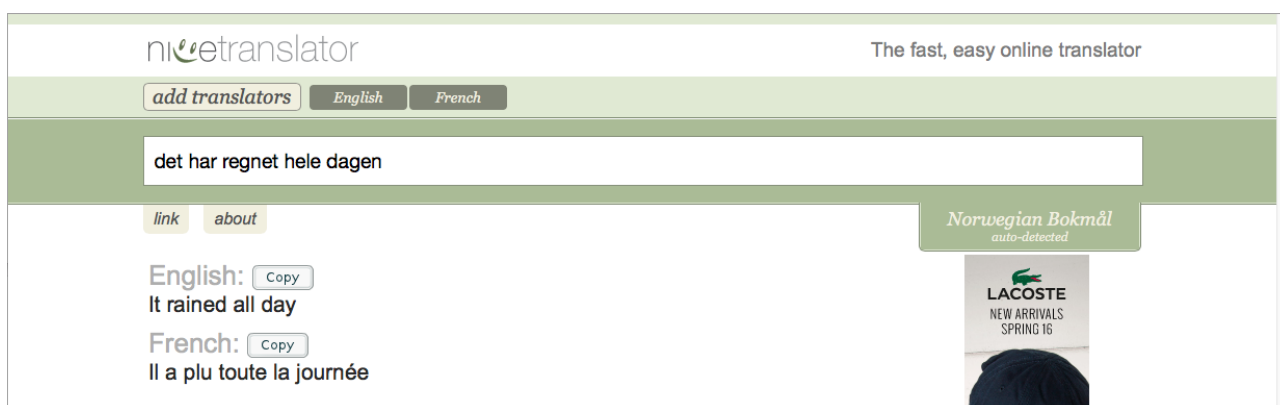 nicetranslator
The fast, easy online translator
add translators English French
det har regnet hele dagen
link about
Norwegian Bokmål
auto-detected
English: Copy
It rained all day
French: Copy
Il a plu toute la journée
LACOSTE
NEW ARRIVALS
SPRING 16